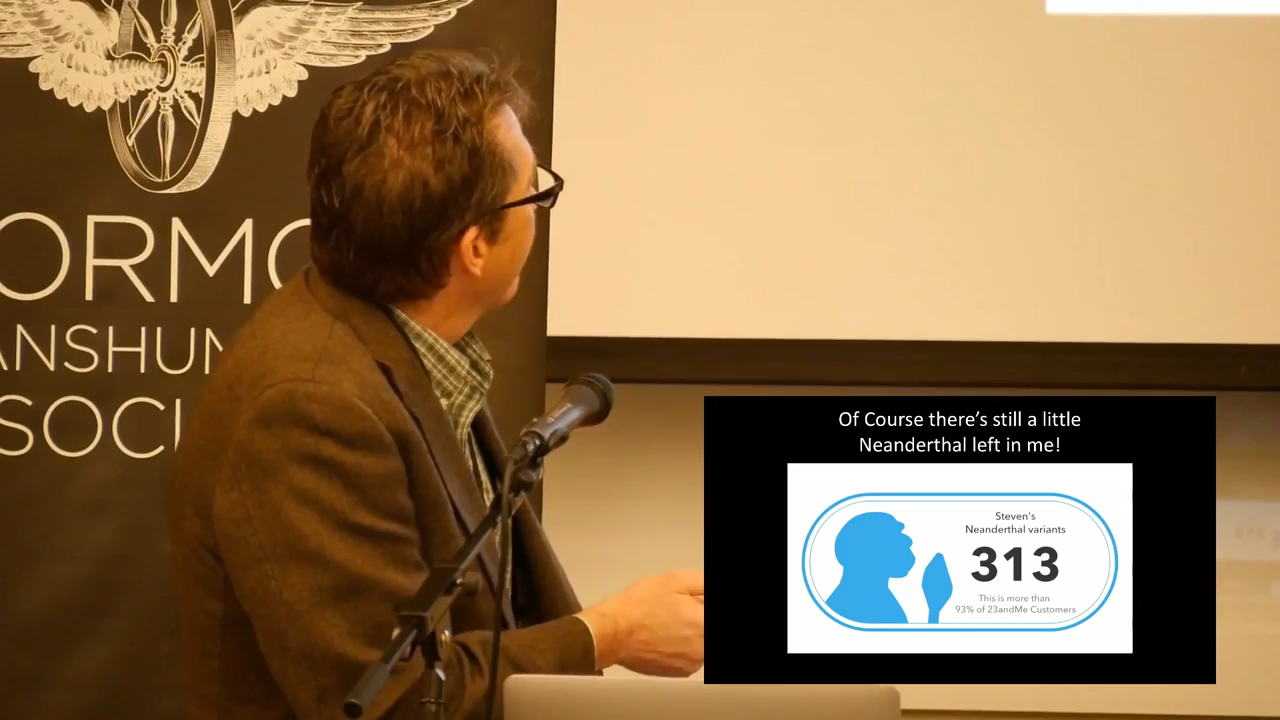 ORMO
ANSHUM
SOCI
Of Course there's still a little
Neanderthal left in me!
Steven's
Neanderthal variants
313
This is more than
93% of 23andMe Customers